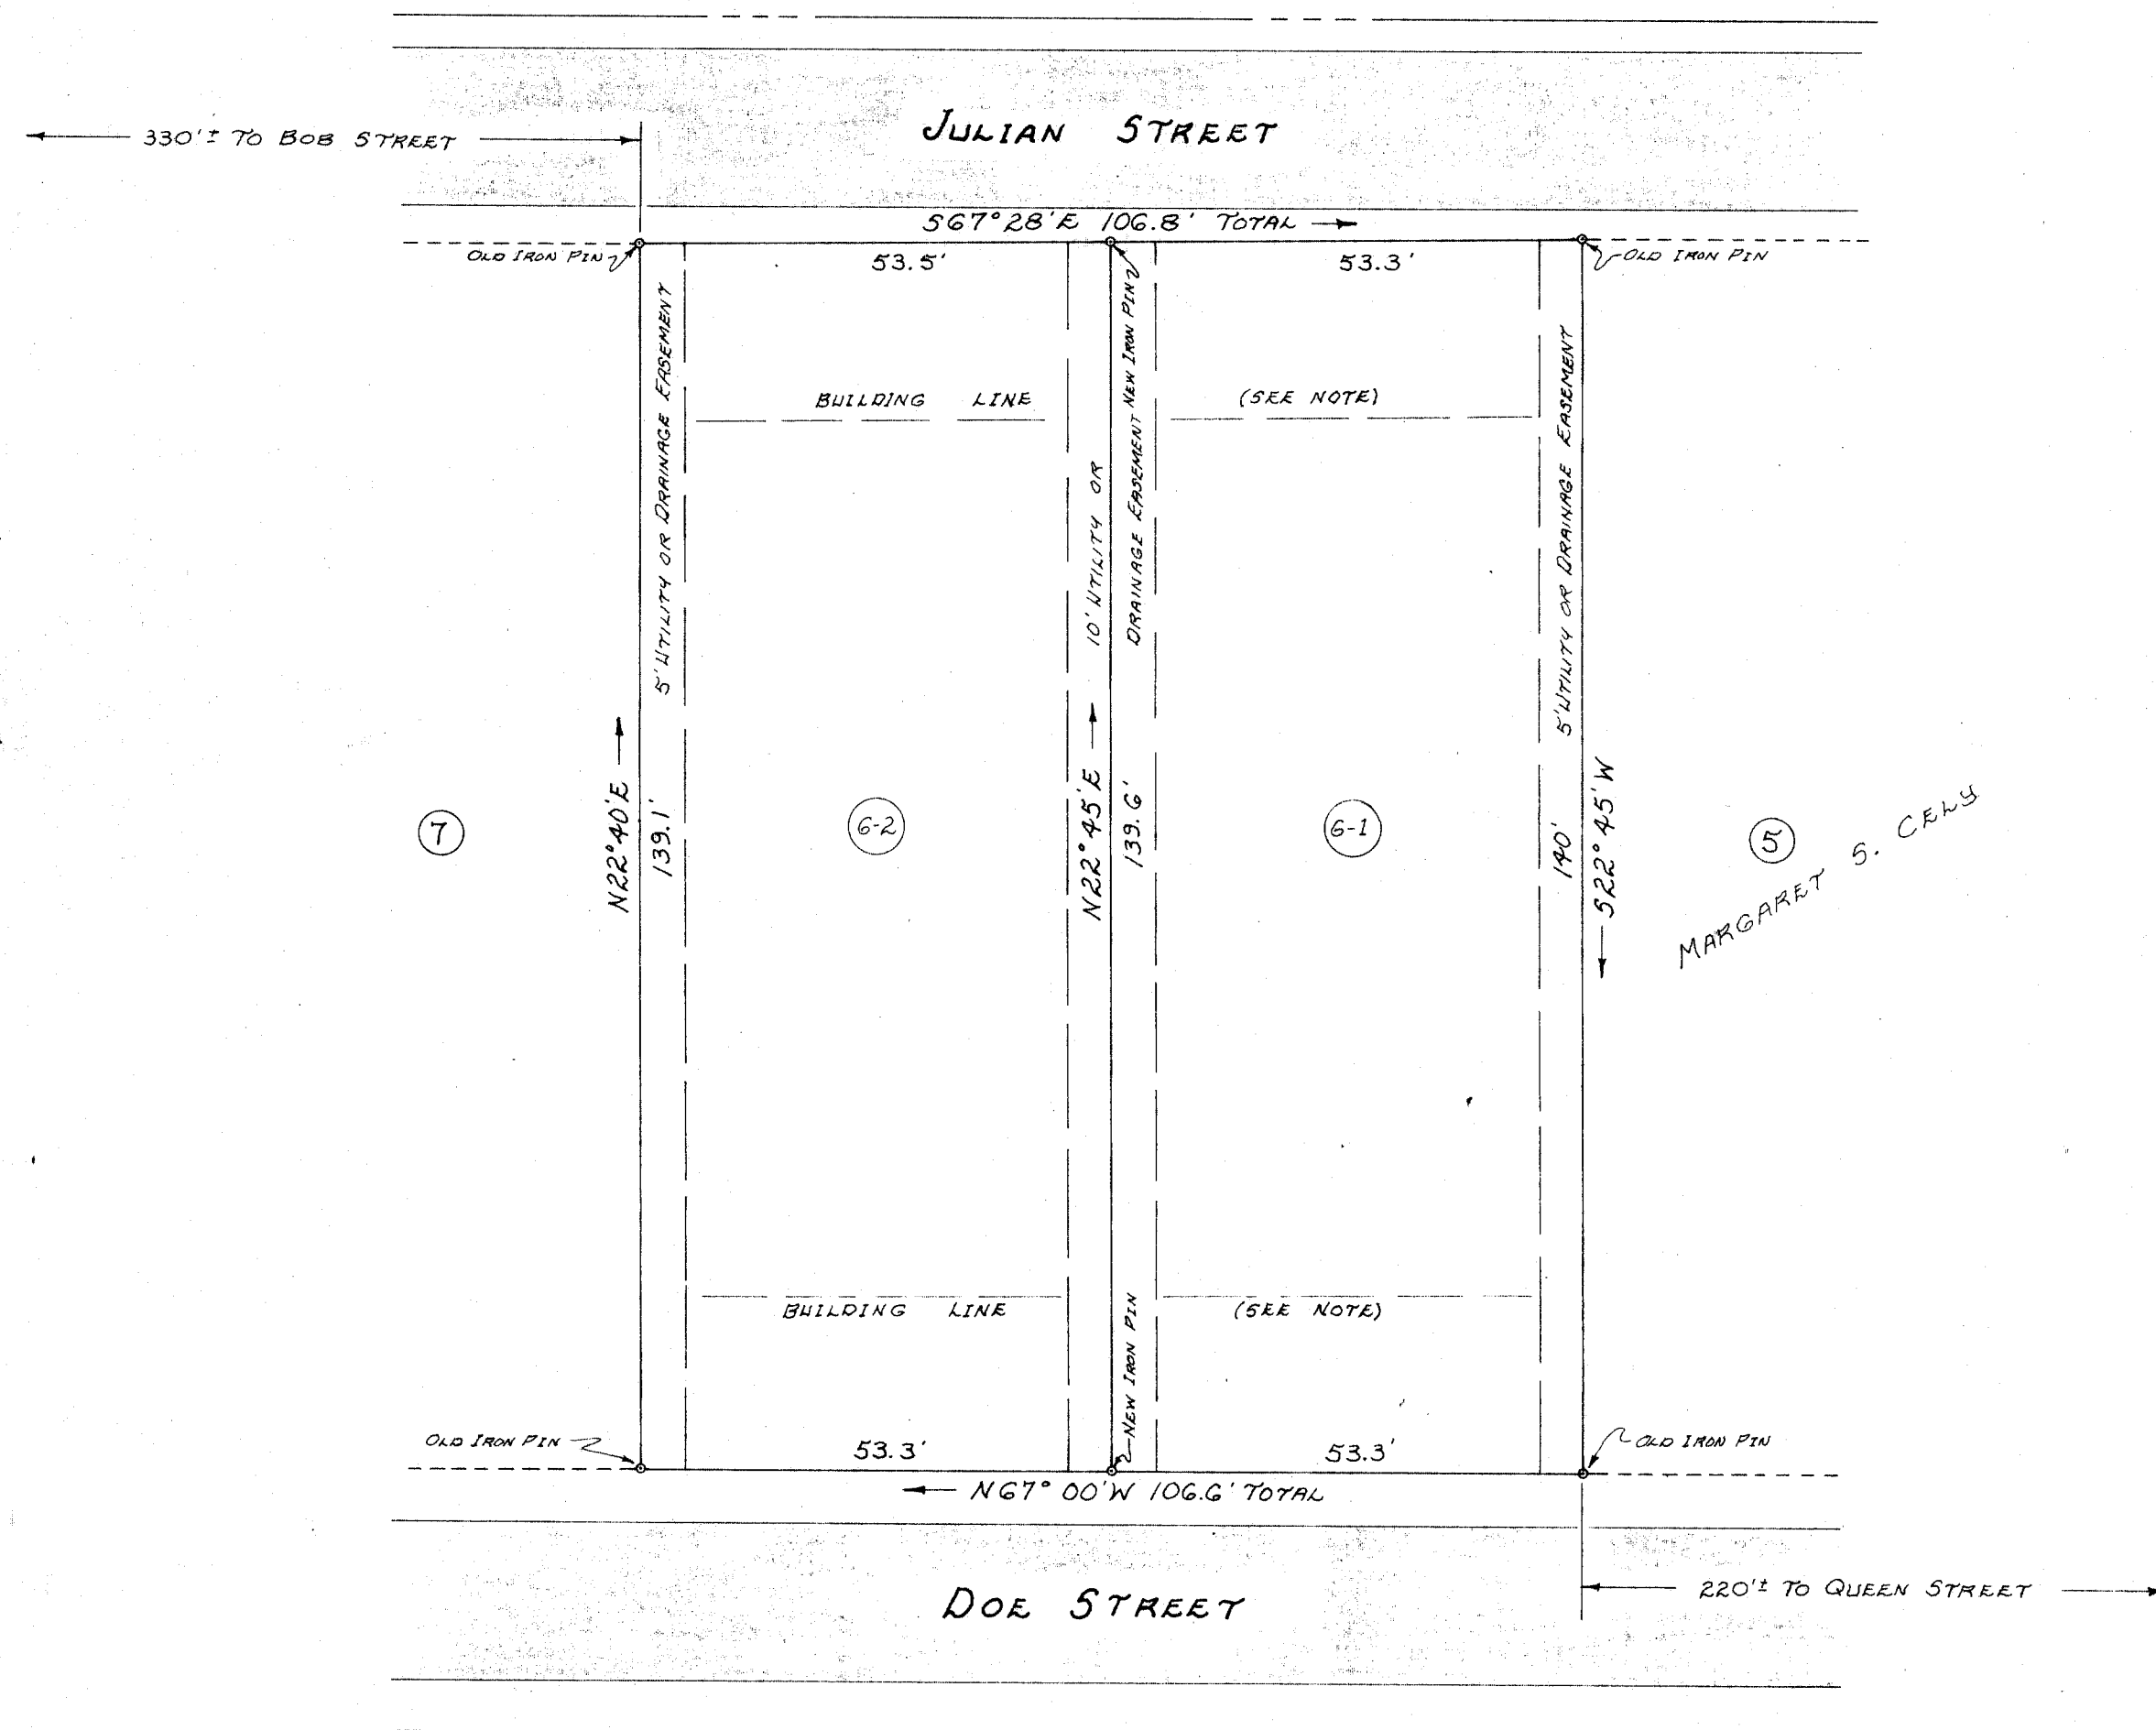 JULIAN STREET
330'± TO BOB STREET
S67°28'E 106.8' TOTAL
OLD IRON PIN
53.5'
53.3'
OLD IRON PIN
NEW IRON PIN
5' UTILITY OR DRAINAGE EASEMENT
10' UTILITY OR
DRAINAGE EASEMENT
5' UTILITY OR DRAINAGE EASEMENT
BUILDING LINE
(SEE NOTE)
N22°40'E
139.1'
N22°45'E
139.6'
140'
S22°45'W
7
6-2
6-1
5
MARGARET S. CELY
BUILDING LINE
(SEE NOTE)
NEW IRON PIN
OLD IRON PIN
53.3'
53.3'
OLD IRON PIN
N67°00'W 106.6' TOTAL
DOE STREET
220'± TO QUEEN STREET